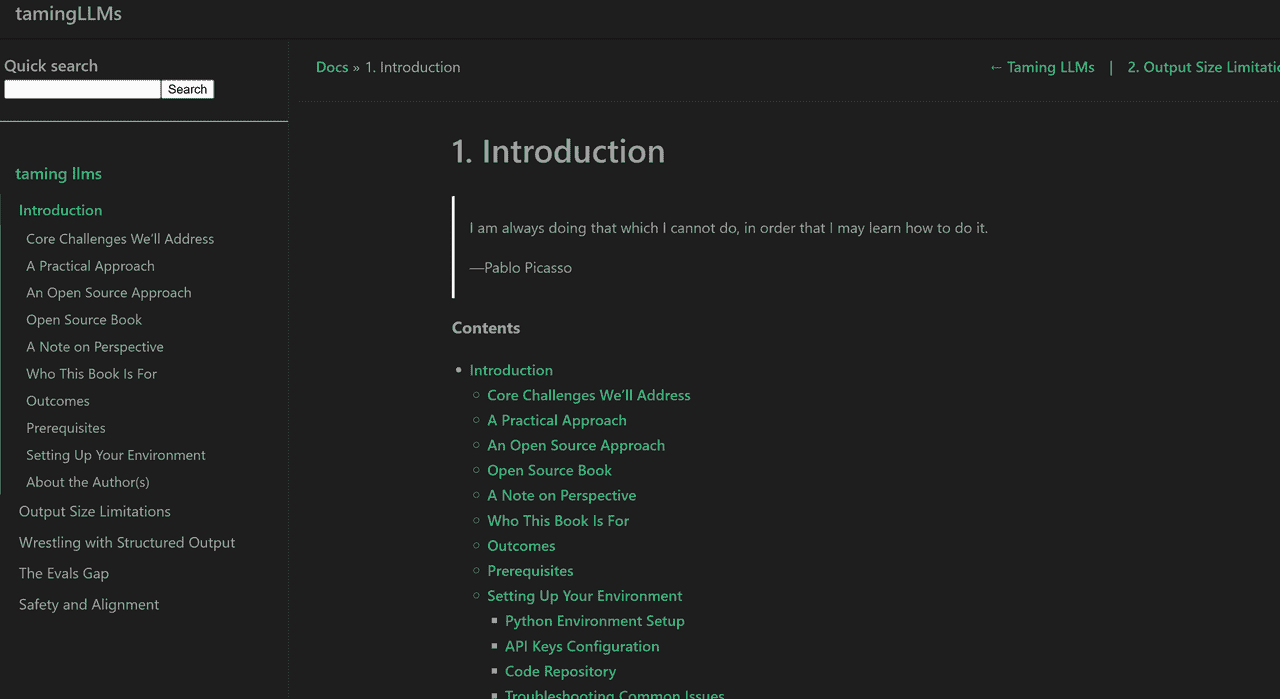 tamingLLMs
Quick search
Search
taming llms
Introduction
Core Challenges We'll Address
A Practical Approach
An Open Source Approach
Open Source Book
A Note on Perspective
Who This Book Is For
Outcomes
Prerequisites
Setting Up Your Environment
About the Author(s)
Output Size Limitations
Wrestling with Structured Output
The Evals Gap
Safety and Alignment
Docs » 1. Introduction
← Taming LLMs | 2. Output Size Limitatio
1. Introduction
I am always doing that which I cannot do, in order that I may learn how to do it.
—Pablo Picasso
Contents
• Introduction
○ Core Challenges We'll Address
○ A Practical Approach
○ An Open Source Approach
○ Open Source Book
○ A Note on Perspective
○ Who This Book Is For
○ Outcomes
○ Prerequisites
○ Setting Up Your Environment
▪ Python Environment Setup
▪ API Keys Configuration
▪ Code Repository
▪ Troubleshooting Common Issues